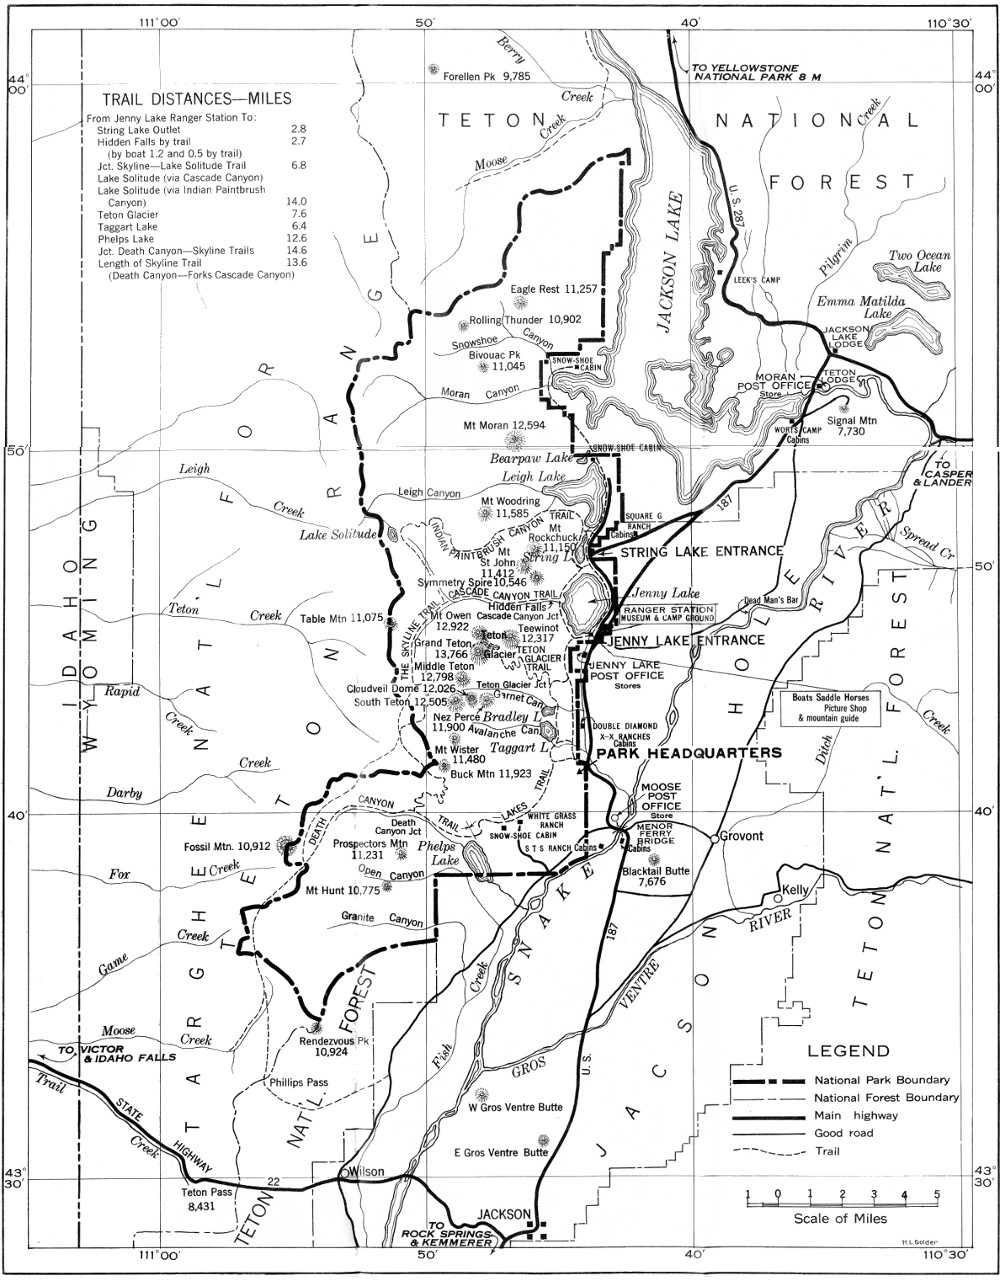 111°00'
50'
40'
110°30'
44°
00'
44°
00'
Berry
Creek
Forellen Pk 9,785
TO YELLOWSTONE
NATIONAL PARK 8 M
TRAIL DISTANCES—MILES
From Jenny Lake Ranger Station To:
String Lake Outlet 2.8
Hidden Falls by trail 2.7
(by boat 1.2 and 0.5 by trail)
Jct. Skyline—Lake Solitude Trail 6.8
Lake Solitude (via Cascade Canyon)
Lake Solitude (via Indian Paintbrush
Canyon) 14.0
Teton Glacier 7.6
Taggart Lake 6.4
Phelps Lake 12.6
Jct. Death Canyon—Skyline Trails 14.6
Length of Skyline Trail 13.6
(Death Canyon—Forks Cascade Canyon)
TETON NATIONAL
FOREST
Moose Creek
Creek
Pilgrim
U.S. 287
JACKSON LAKE
LEEK'S CAMP
Two Ocean
Lake
Emma Matilda
Lake
JACKSON
LAKE
LODGE
Eagle Rest 11,257
Rolling Thunder 10,902
Snowshoe Canyon
Bivouac Pk
11,045
SNOW-SHOE
CABIN
Moran Canyon
MORAN
POST OFFICE
Store
TETON
LODGE
Signal Mtn
7,730
WORTS CAMP
Cabins
Mt Moran 12,594
50'
TO
CASPER
& LANDER
Bearpaw Lake
SNOW-SHOE CABIN
Leigh Lake
Leigh
Creek
Leigh Canyon
Mt Woodring
11,585
187
SQUARE G
RANCH
Cabins
Lake Solitude
INDIAN PAINTBRUSH CANYON TRAIL
Mt
Rockchuck
11,150
String L
STRING LAKE ENTRANCE
Mt
St John
11,412
Symmetry Spire 10,546
Spread Cr
50'
CASCADE CANYON TRAIL
Jenny Lake
Dead Man's Bar
Hidden Falls
Cascade Canyon Jct
RANGER STATION
MUSEUM & CAMP GROUND
Teton
Creek
Table Mtn 11,075
THE SKYLINE TRAIL
Mt Owen
12,922
Teewinot
12,317
Teton
Glacier
JENNY LAKE ENTRANCE
Grand Teton
13,766
TETON
GLACIER
TRAIL
JENNY LAKE
POST OFFICE
Stores
Middle Teton
12,798
Teton Glacier Jct
Cloudveil Dome 12,026
South Teton 12,505
Garnet Can
Rapid
Creek
Boats Saddle Horses
Picture Shop
& mountain guide
Creek
Nez Perce
11,900
Bradley L
Avalanche Can
Taggart L
DOUBLE DIAMOND
X-X RANCHES
Cabins
PARK HEADQUARTERS
Ditch
Mt Wister
11,480
Buck Mtn 11,923
Darby
Creek
MOOSE
POST
OFFICE
Store
40'
40'
DEATH CANYON TRAIL
LAKES TRAIL
Death
Canyon Jct
WHITE GRASS
RANCH
SNOW-SHOE CABIN
MENOR
FERRY
BRIDGE
Cabins
Grovont
Fossil Mtn. 10,912
Prospectors Mtn
11,231
Phelps
Lake
S T S RANCH Cabins
Blacktail Butte
7,676
Fox
Creek
Open Canyon
Mt Hunt 10,775
Kelly
Granite Canyon
RIVER
Game
Creek
SNAKE RIVER
187
GROS VENTRE
Creek
Fish
Moose
Creek
Rendezvous Pk
10,924
TO VICTOR
& IDAHO FALLS
Phillips Pass
Trail
Creek
STATE
HIGHWAY
22
Teton Pass
8,431
Wilson
U.S.
W Gros Ventre Butte
E Gros Ventre Butte
JACKSON
TO
ROCK SPRINGS
& KEMMERER
43°
30'
43°
30'
IDAHO
WYOMING
TARGHEE NAT'L FOREST
TETON RANGE
TETON NAT'L FOREST
JACKSON HOLE
TETON NAT'L. FOREST
LEGEND
National Park Boundary
National Forest Boundary
Main highway
Good road
Trail
1 0 1 2 3 4 5
Scale of Miles
H.L.Golder
111°00'
50'
40'
110°30'